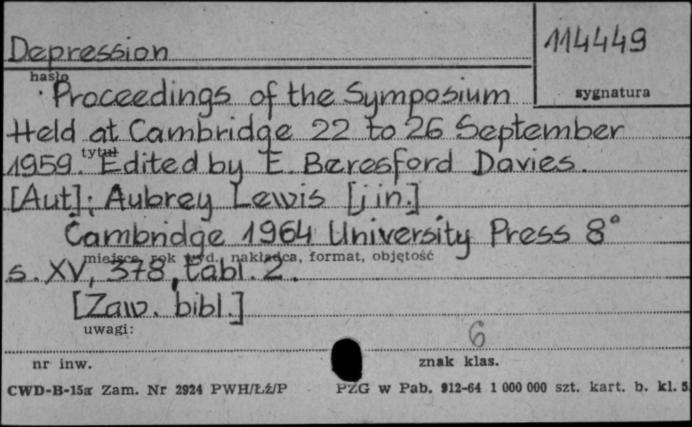 Depression
114449
hasło
sygnatura
Proceedings of the Symposium
Held at Cambridge 22 to 26 September
tytuł
1959. Edited by E. Beresford Davies.
[Aut]; Aubrey Lewis [j in.]
Cambridge 1964 University Press 8°
miejsce, rok wyd. nakładca, format, objętość
s. XV, 378, tabl. 2.
[Zaw. bibl.]
uwagi:
6
nr inw.
znak klas.
CWD-B-15a Zam. Nr 2924 PWH/Łź/P PZG w Pab. 912-64 1 000 000 szt. kart. b. kl. 5